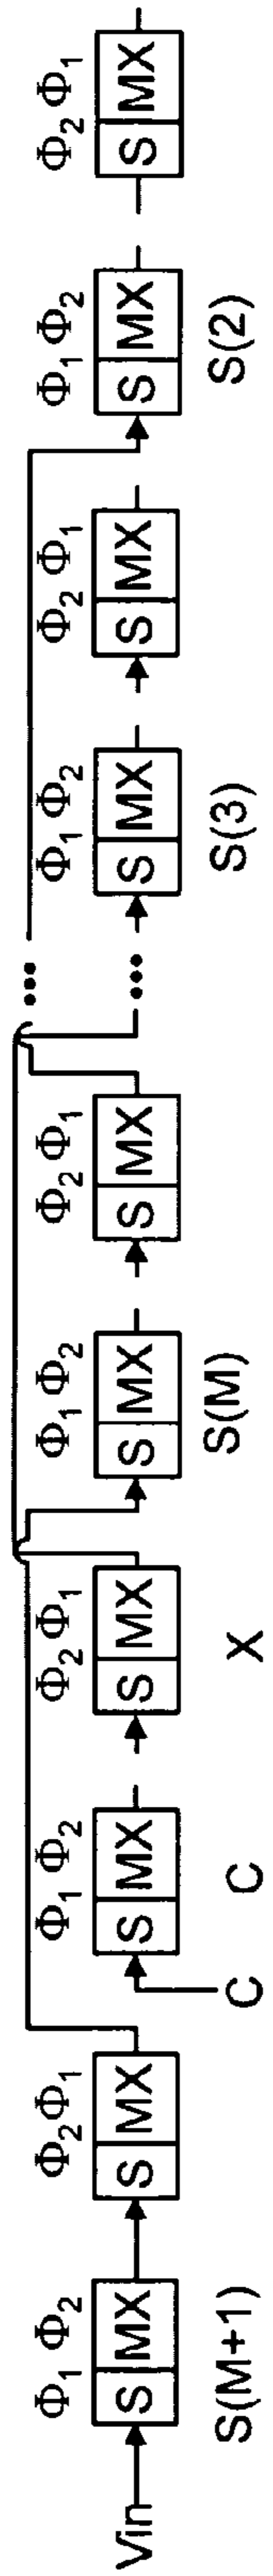 Φ₁ Φ₂ Φ₂ Φ₁ Φ₁ Φ₂ Φ₂ Φ₁ Φ₁ Φ₂ Φ₂ Φ₁ ••• Φ₁ Φ₂ Φ₂ Φ₁ Φ₁ Φ₂ Φ₂ Φ₁
Vin S MX S MX S MX S MX S MX S MX ••• S MX S MX S MX S MX
S(M+1) C C X S(M) S(3) S(2)